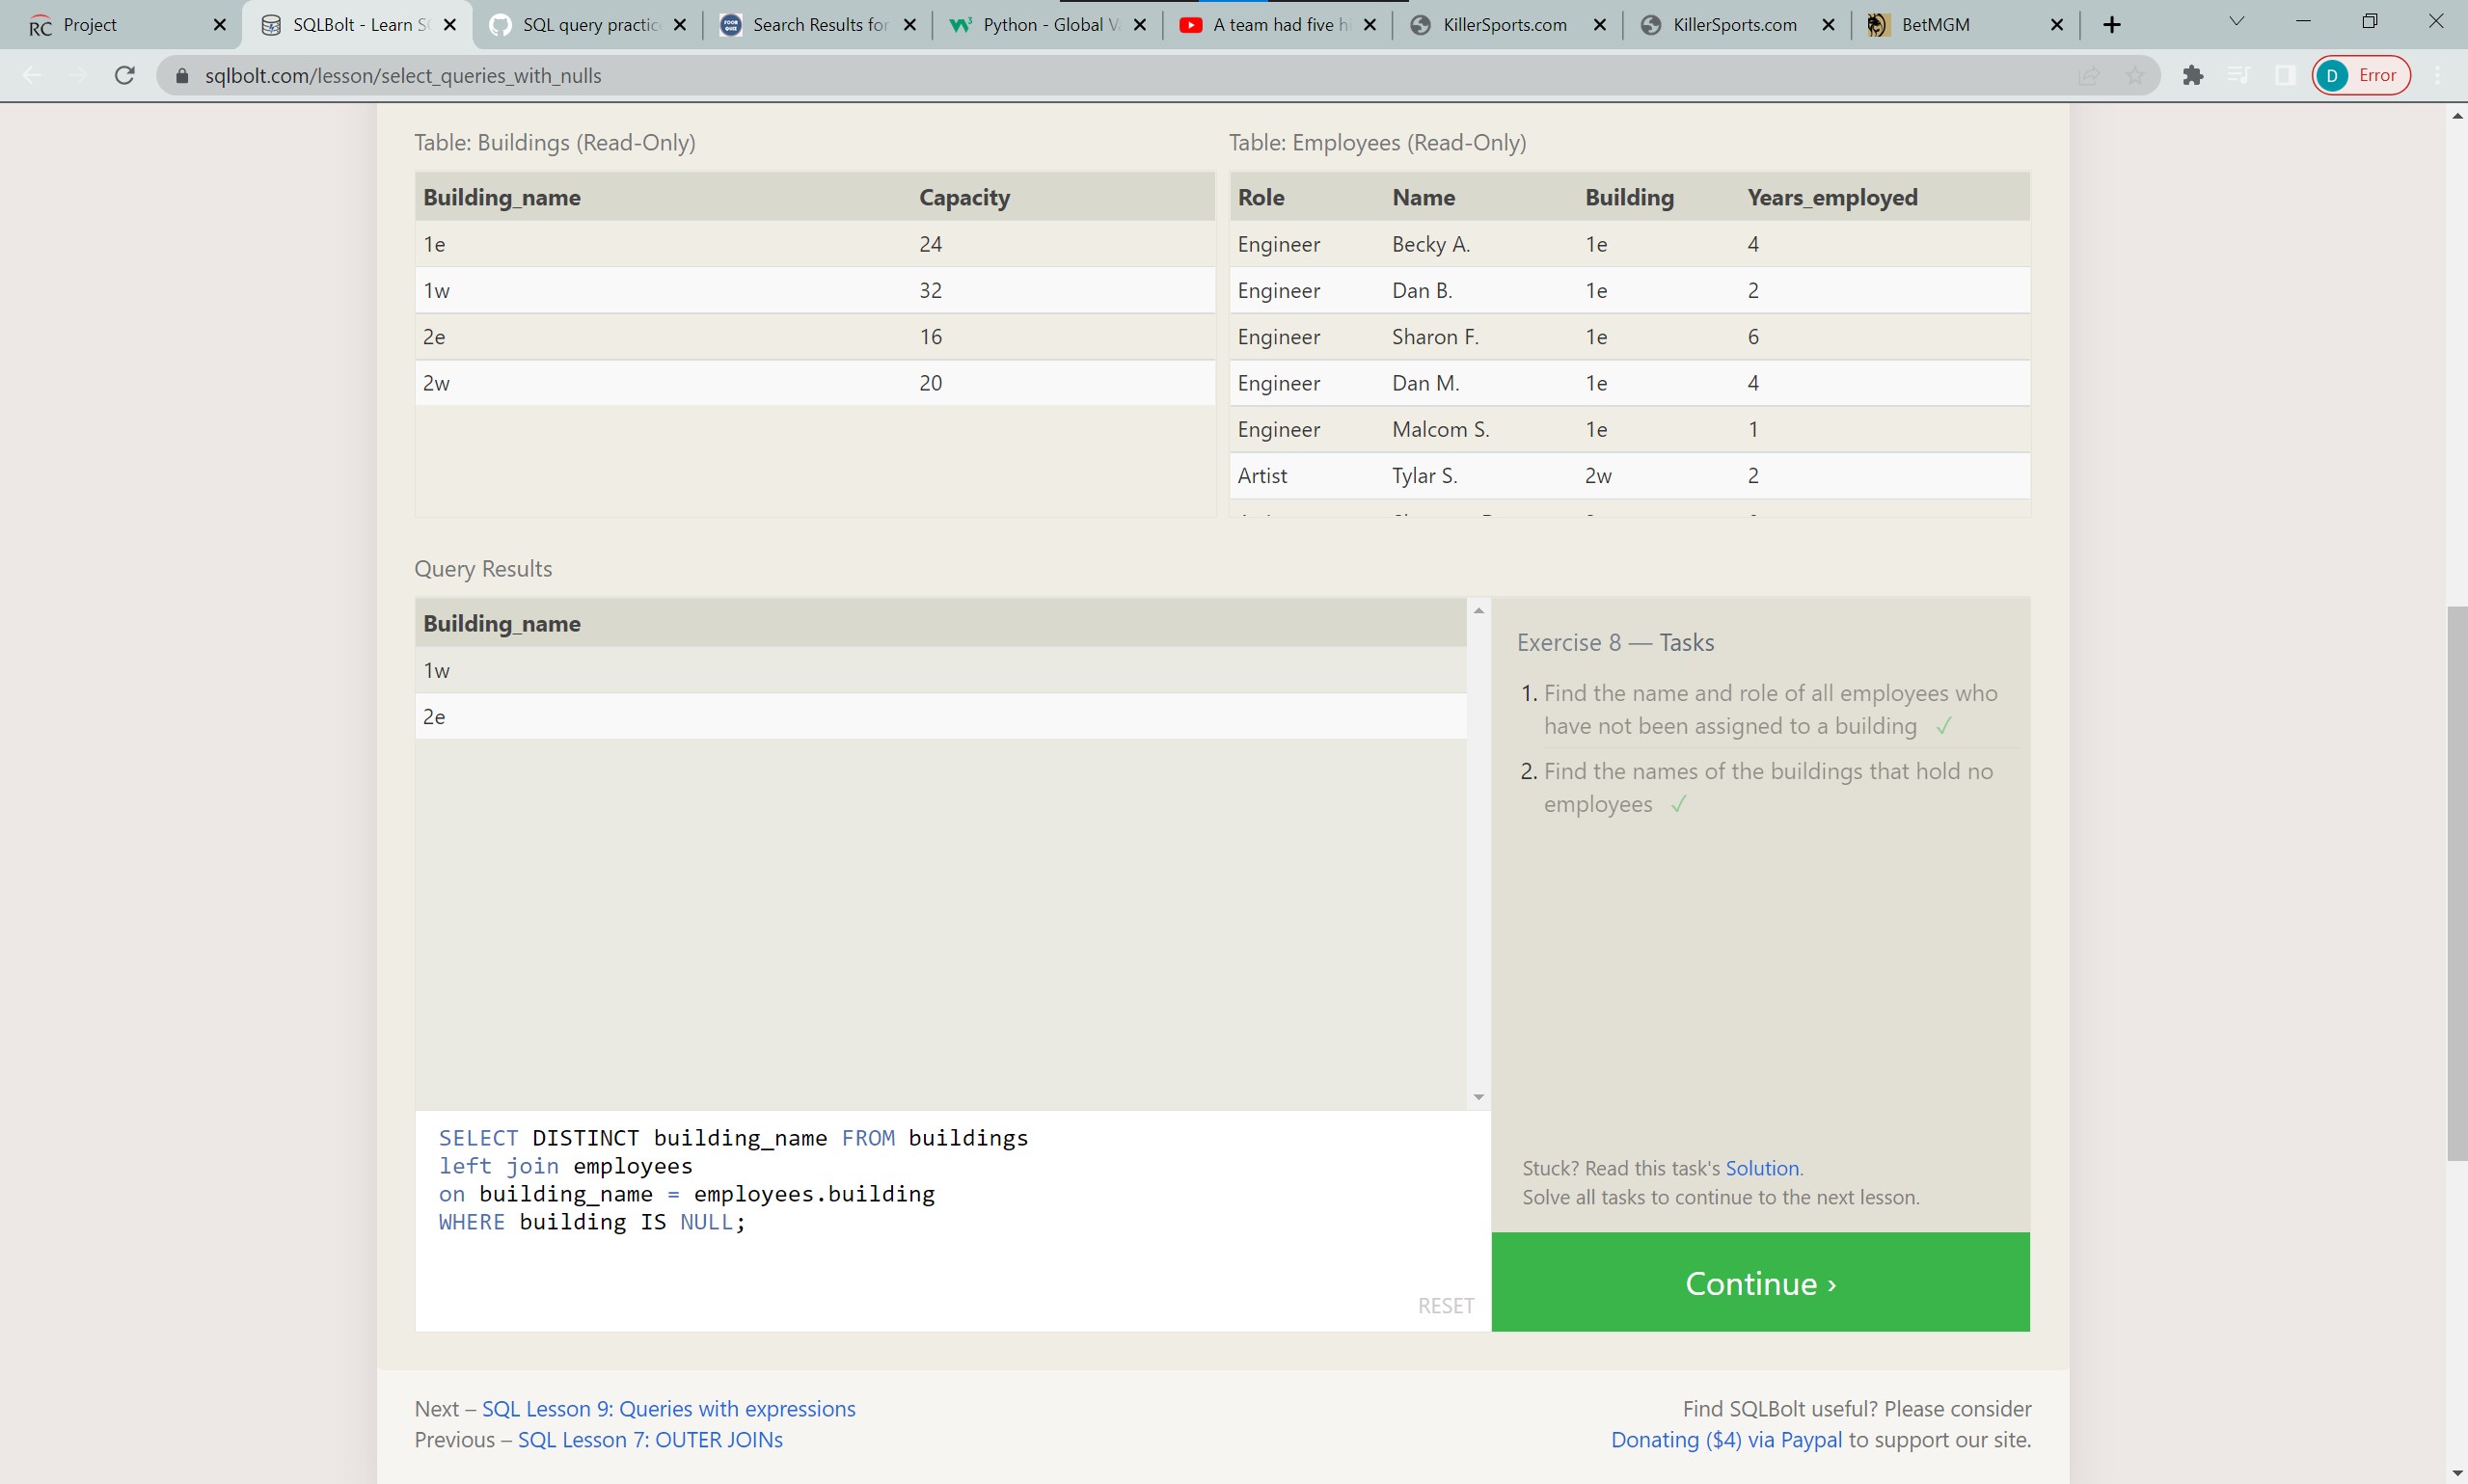 Project
SQLBolt - Learn S
SQL query practic
Search Results for
Python - Global V
A team had five hi
KillerSports.com
KillerSports.com
BetMGM
sqlbolt.com/lesson/select_queries_with_nulls
D Error
Table: Buildings (Read-Only)
Building_name Capacity
1e 24
1w 32
2e 16
2w 20
Table: Employees (Read-Only)
Role Name Building Years_employed
Engineer Becky A. 1e 4
Engineer Dan B. 1e 2
Engineer Sharon F. 1e 6
Engineer Dan M. 1e 4
Engineer Malcom S. 1e 1
Artist Tylar S. 2w 2
Query Results
Building_name
1w
2e
Exercise 8 — Tasks
1. Find the name and role of all employees who
have not been assigned to a building ✓
2. Find the names of the buildings that hold no
employees ✓
SELECT DISTINCT building_name FROM buildings
left join employees
on building_name = employees.building
WHERE building IS NULL;
RESET
Stuck? Read this task's Solution.
Solve all tasks to continue to the next lesson.
Continue ›
Next – SQL Lesson 9: Queries with expressions
Previous – SQL Lesson 7: OUTER JOINs
Find SQLBolt useful? Please consider
Donating ($4) via Paypal to support our site.